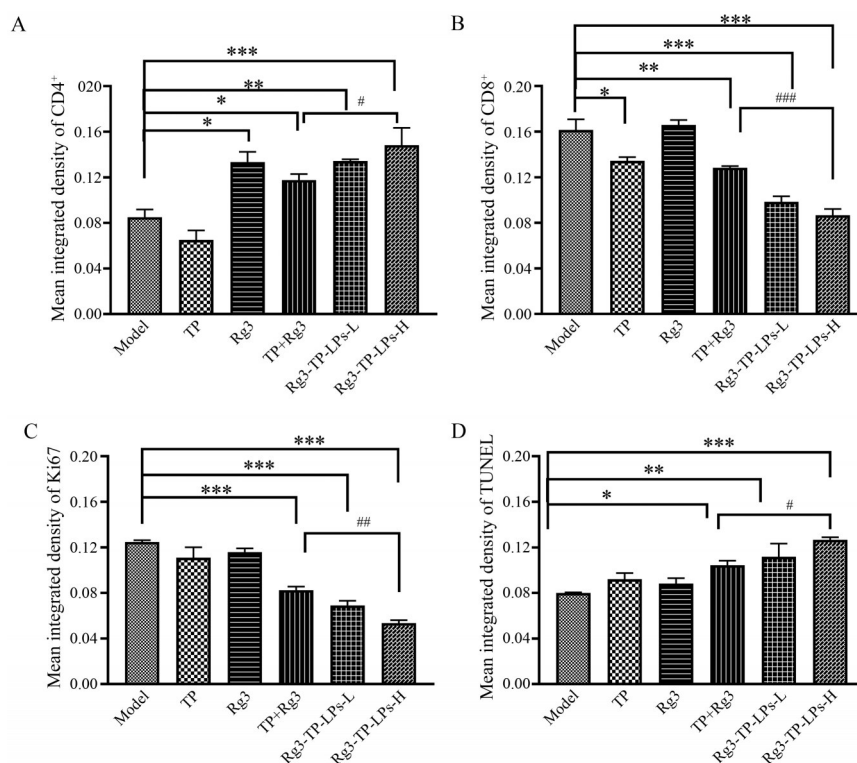 A
Mean integrated density of CD4+
0.20
0.16
0.12
0.08
0.04
0.00
***
**
*
#
*
Model
TP
Rg3
TP+Rg3
Rg3-TP-LPs-L
Rg3-TP-LPs-H
B
Mean integrated density of CD8+
0.20
0.16
0.12
0.08
0.04
0.00
***
***
**
*
###
Model
TP
Rg3
TP+Rg3
Rg3-TP-LPs-L
Rg3-TP-LPs-H
C
Mean integrated density of Ki67
0.20
0.16
0.12
0.08
0.04
0.00
***
***
***
##
Model
TP
Rg3
TP+Rg3
Rg3-TP-LPs-L
Rg3-TP-LPs-H
D
Mean integrated density of TUNEL
0.20
0.16
0.12
0.08
0.04
0.00
***
**
*
#
Model
TP
Rg3
TP+Rg3
Rg3-TP-LPs-L
Rg3-TP-LPs-H